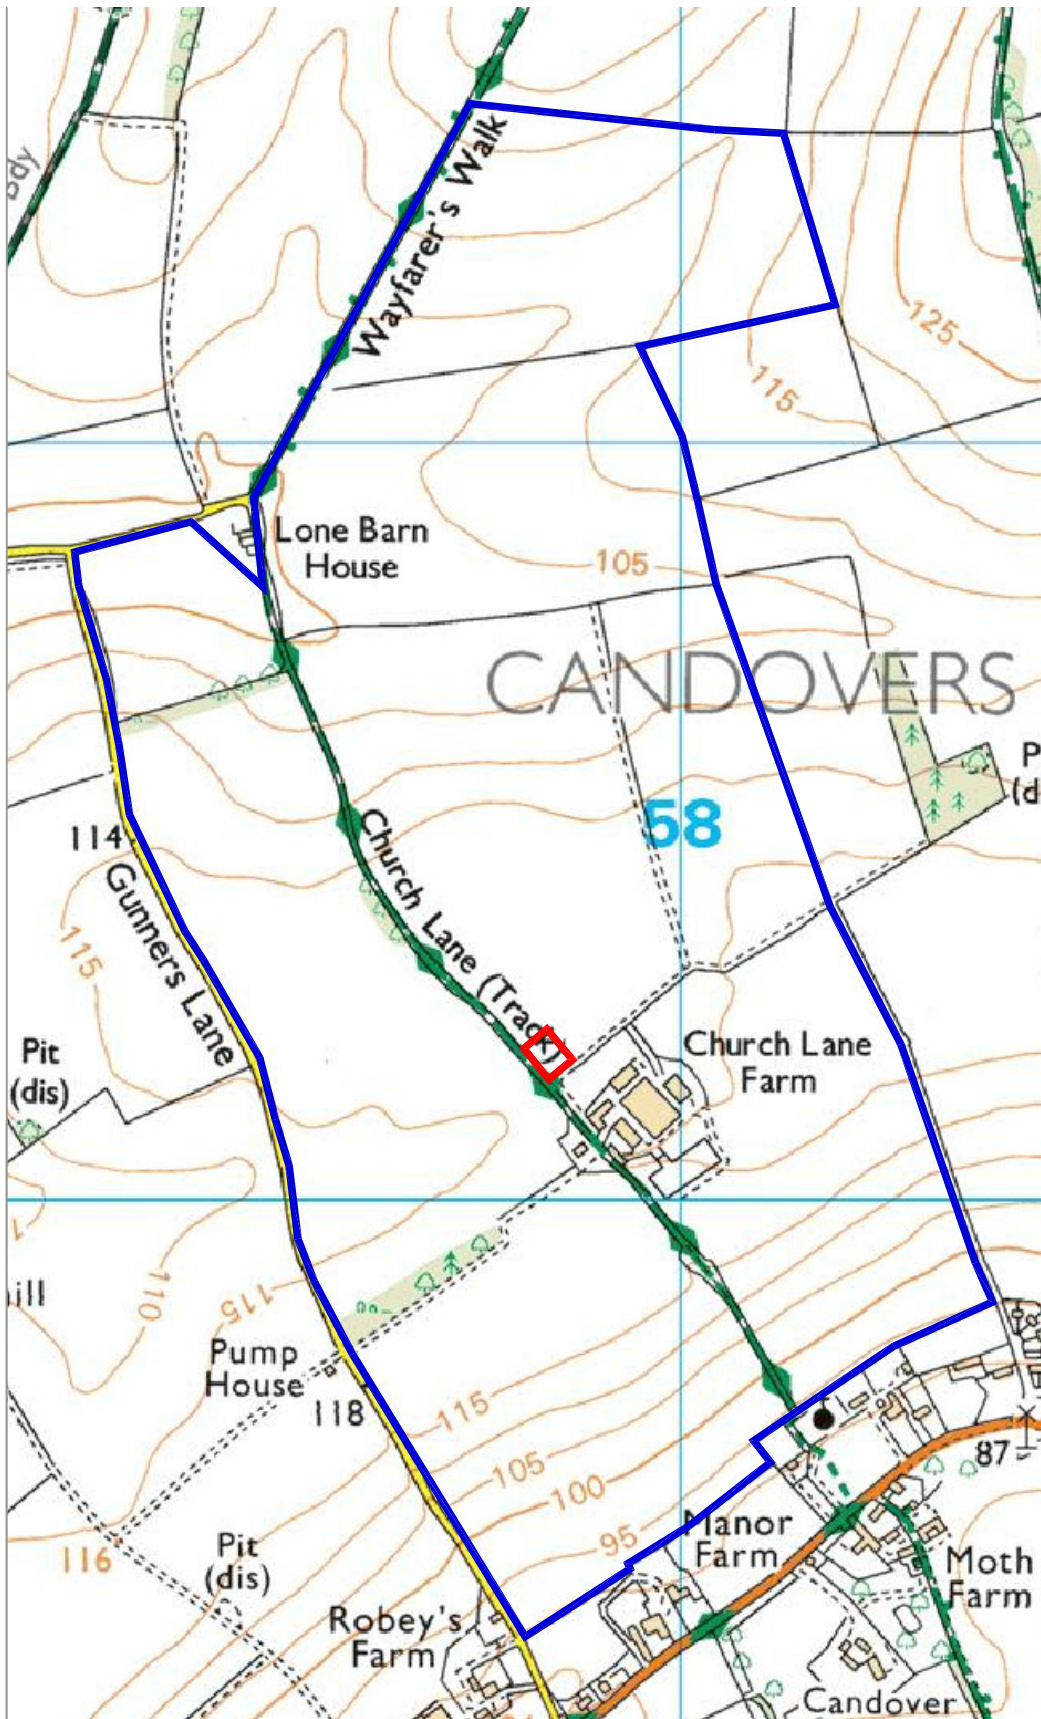 Bdy
Wayfarer's Walk
125
115
Lone Barn
House
105
CANDOVERS
P
(d
58
114
Church Lane (Track)
Gunners Lane
115
Pit
(dis)
Church Lane
Farm
110
ill
115
Pump
House
118
115
105
100
95
87
116
Pit
(dis)
Manor
Farm
Moth
Farm
Robey's
Farm
Candover